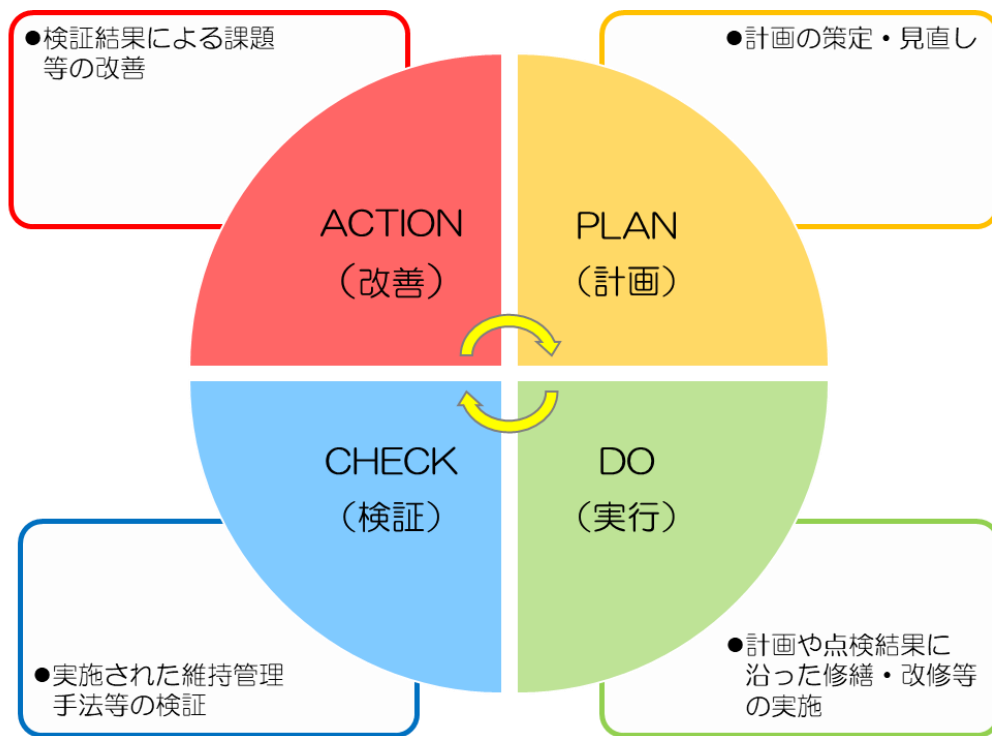 ●検証結果による課題
等の改善
●計画の策定・見直し
ACTION
（改善）
PLAN
（計画）
CHECK
（検証）
DO
（実行）
●実施された維持管理
手法等の検証
●計画や点検結果に
沿った修繕・改修等
の実施